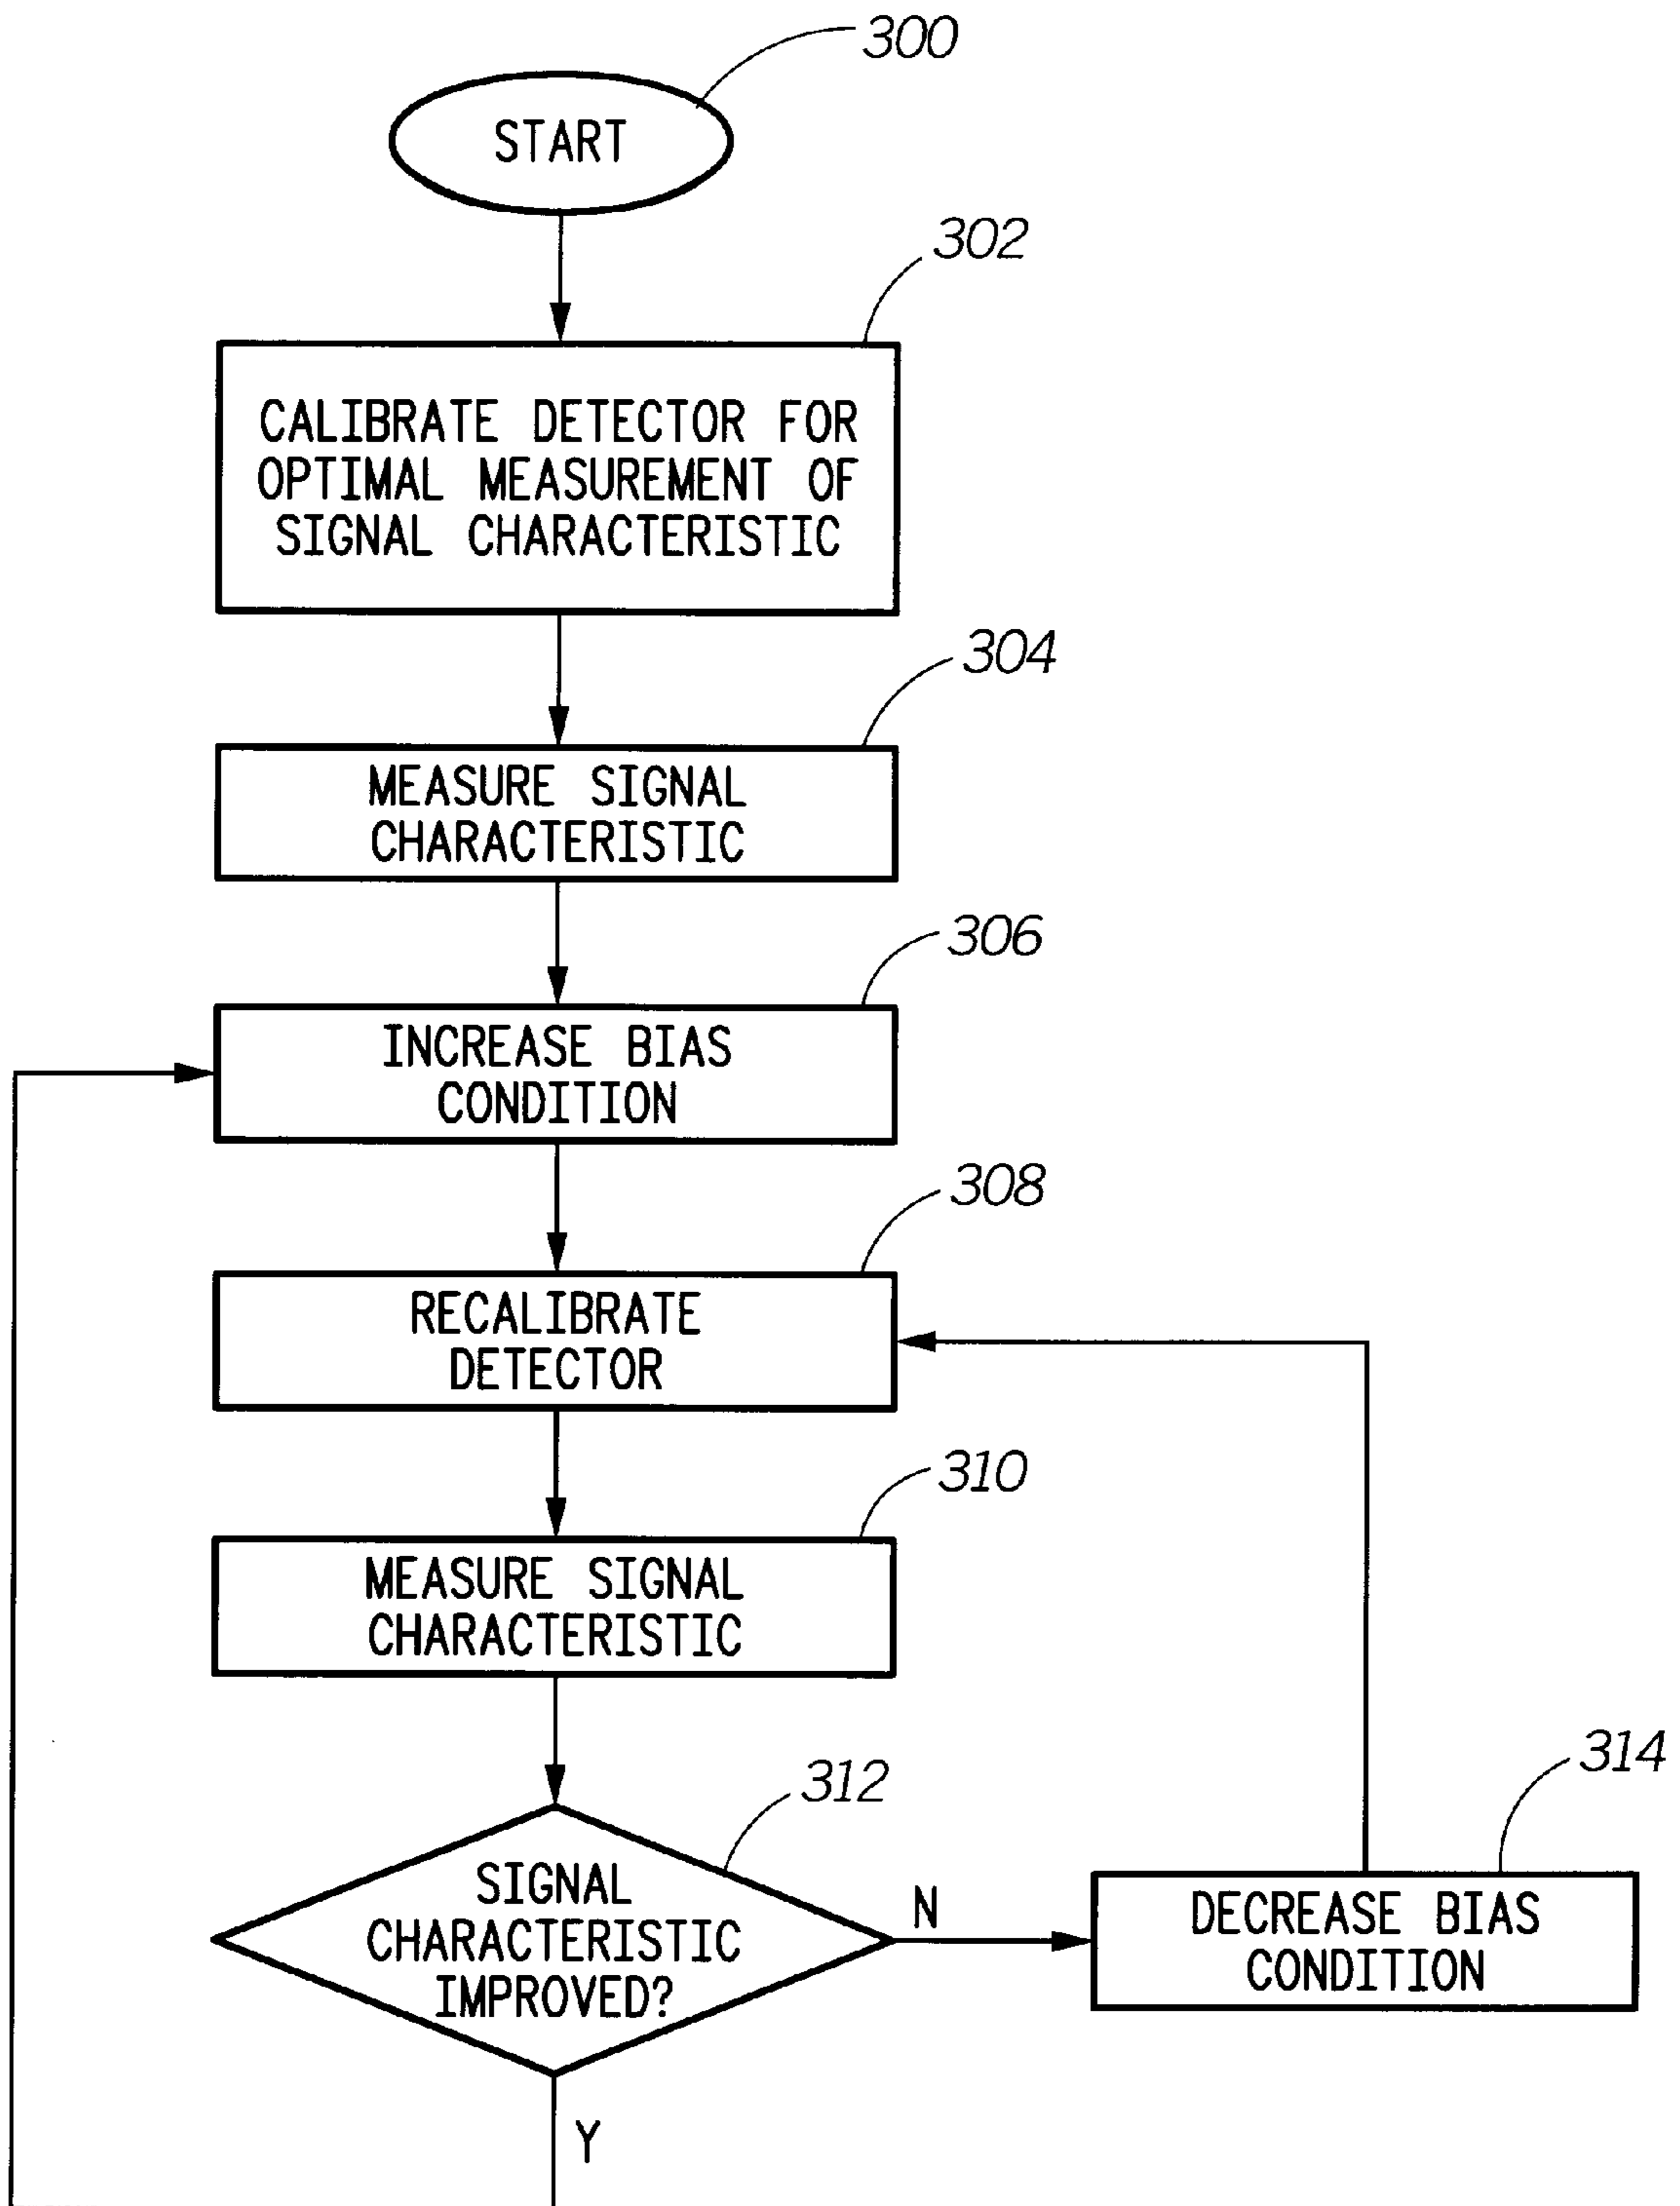 300
START
302
CALIBRATE DETECTOR FOR
OPTIMAL MEASUREMENT OF
SIGNAL CHARACTERISTIC
304
MEASURE SIGNAL
CHARACTERISTIC
306
INCREASE BIAS
CONDITION
308
RECALIBRATE
DETECTOR
310
MEASURE SIGNAL
CHARACTERISTIC
312
SIGNAL
CHARACTERISTIC
IMPROVED?
N
314
DECREASE BIAS
CONDITION
Y